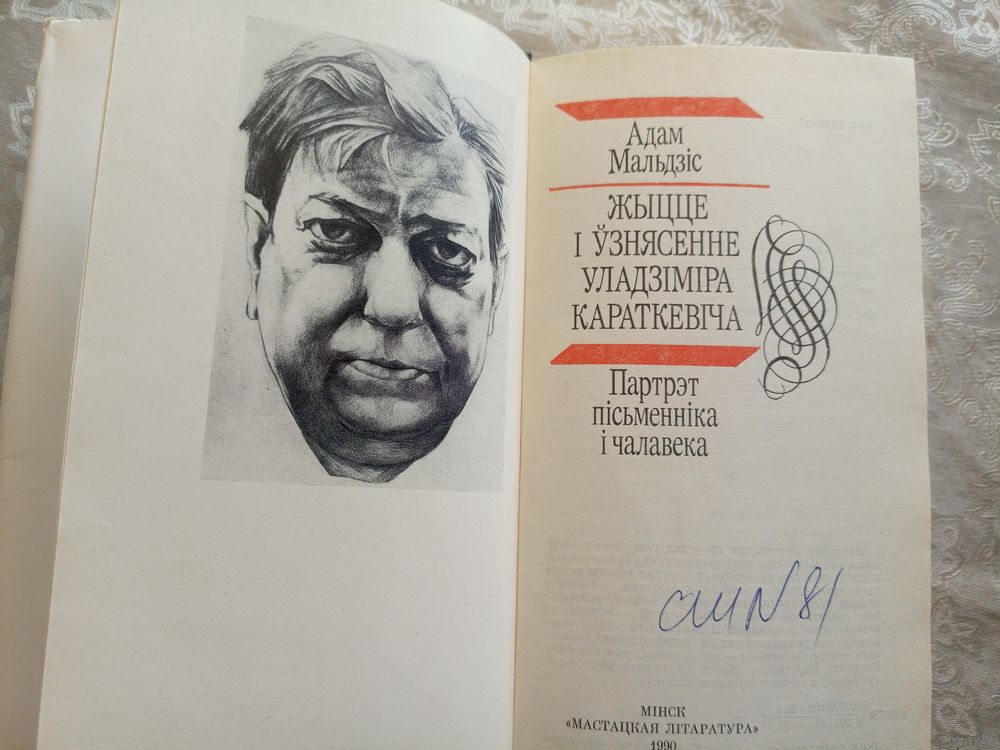 Адам
Мальдзіс
ЖЫЦЦЕ
І ЎЗНЯСЕННЕ
УЛАДЗІМІРА
КАРАТКЕВІЧА
Партрэт
пісьменніка
і чалавека
МІНСК
«МАСТАЦКАЯ ЛІТАРАТУРА»
1990